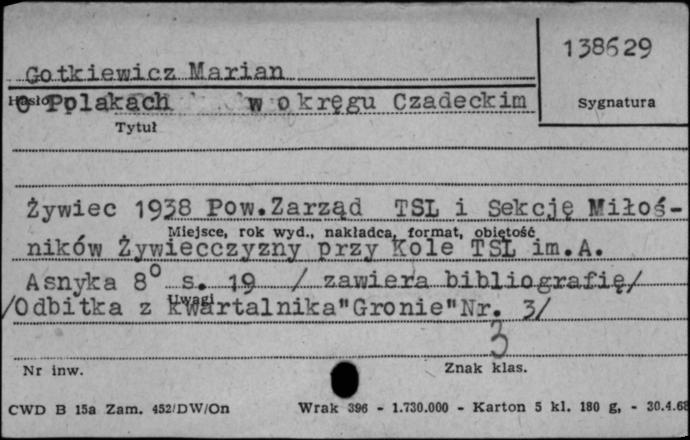 138629
Gotkiewicz Marian
Hasło
O Polakach w okręgu Czadeckim
Sygnatura
Tytuł
Żywiec 1938 Pow.Zarząd TSL i Sekcję Miłoś-
Miejsce, rok wyd., nakładca, format, objętość
ników Żywiecczyzny przy Kole TSL im.A.
Asnyka 8° s. 19 /zawiera bibliografię/
Uwagi
/Odbitka z kwartalnika"Gronie"Nr. 3/
3
Nr inw.
Znak klas.
CWD B 15a Zam. 452/DW/On Wrak 396 - 1.730.000 - Karton 5 kl. 180 g, - 30.4.68